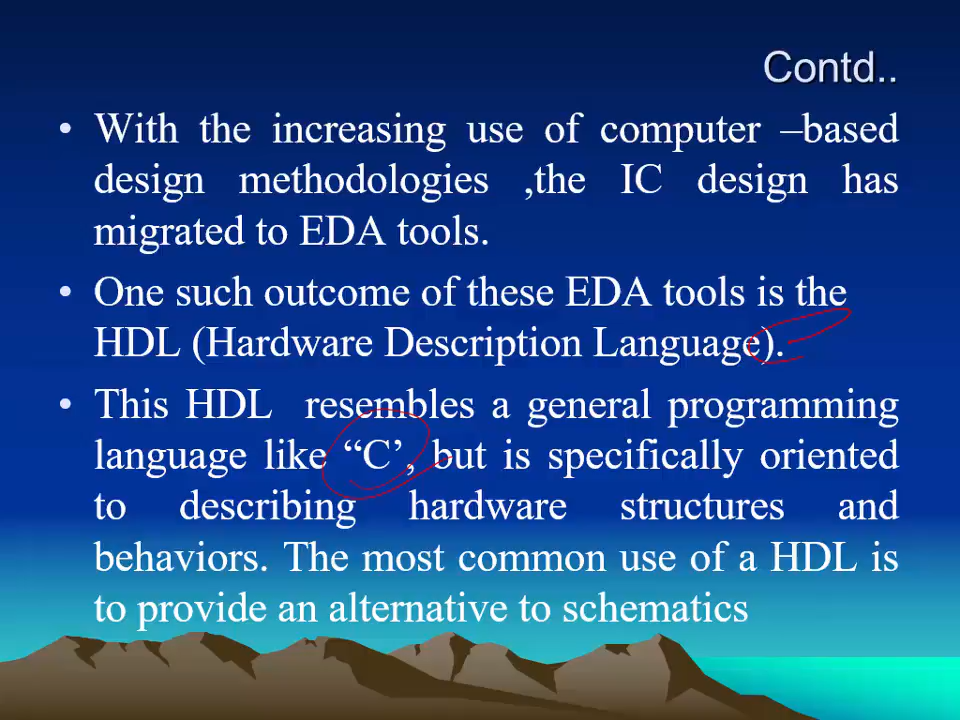 Contd..
• With the increasing use of computer –based
design methodologies ,the IC design has
migrated to EDA tools.
• One such outcome of these EDA tools is the
HDL (Hardware Description Language).
• This HDL resembles a general programming
language like “C’, but is specifically oriented
to describing hardware structures and
behaviors. The most common use of a HDL is
to provide an alternative to schematics